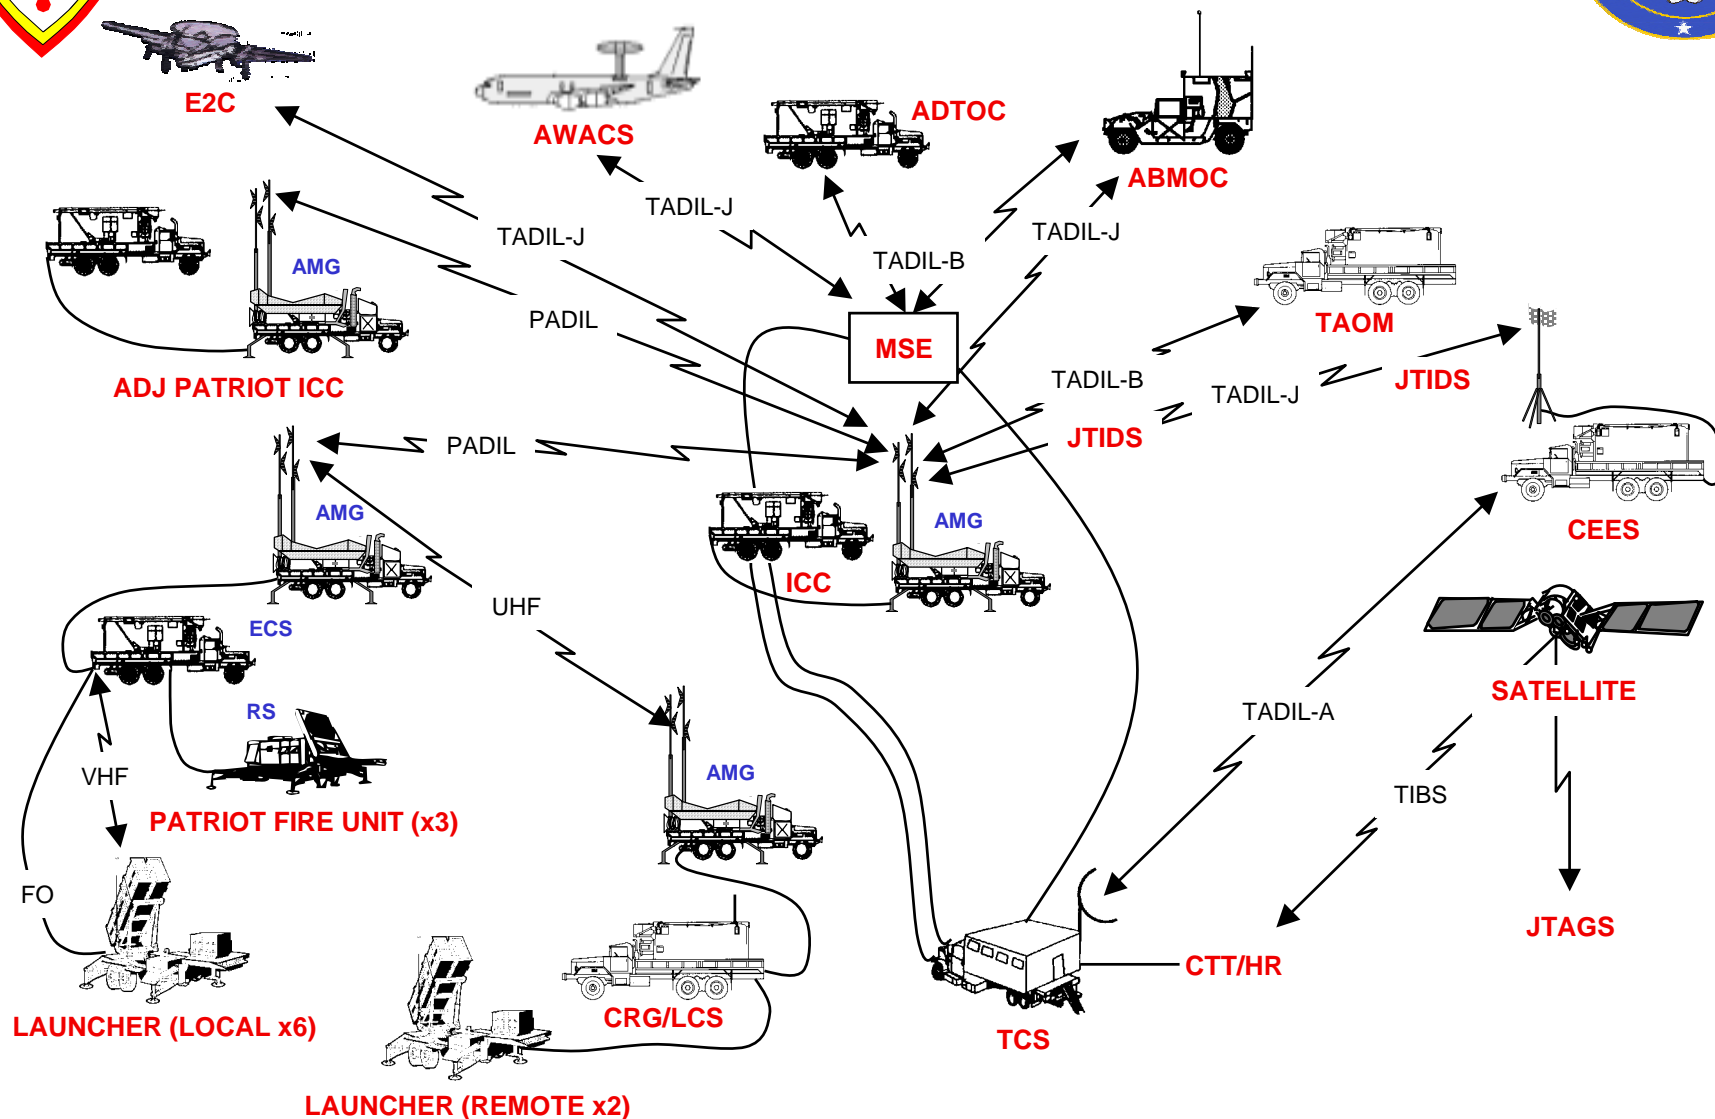 E2C
AWACS
ADTOC
ABMOC
TADIL-J
TADIL-J
TADIL-J
TADIL-B
AMG
PADIL
MSE
TAOM
ADJ PATRIOT ICC
TADIL-B
JTIDS
TADIL-J
JTIDS
PADIL
AMG
AMG
CEES
ICC
UHF
ECS
SATELLITE
RS
TADIL-A
VHF
AMG
TIBS
PATRIOT FIRE UNIT (x3)
FO
JTAGS
CTT/HR
LAUNCHER (LOCAL x6)
CRG/LCS
TCS
LAUNCHER (REMOTE x2)